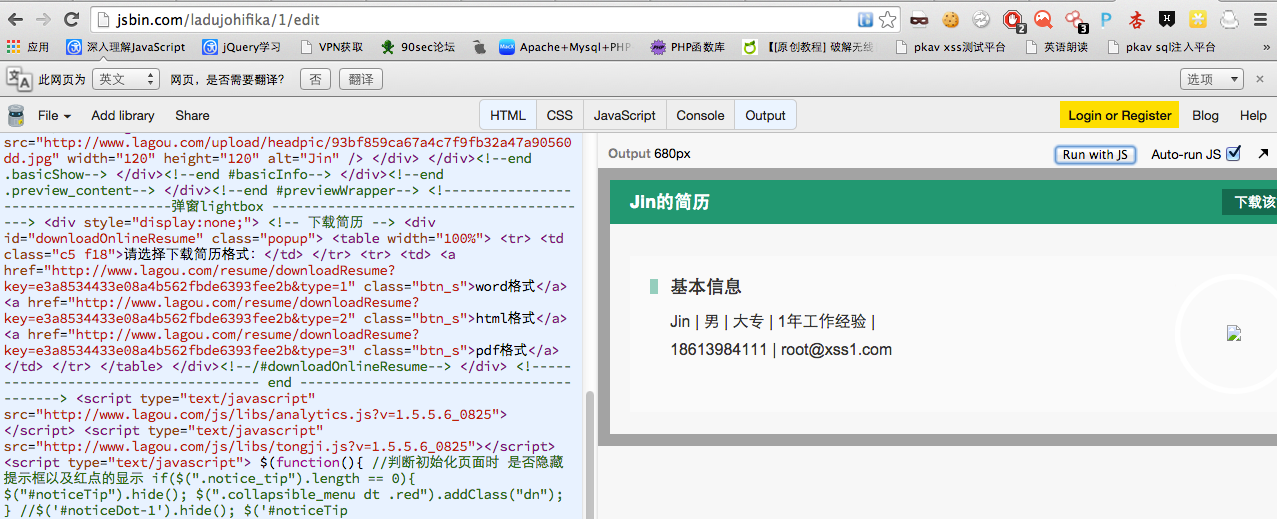 jsbin.com/ladujohifika/1/edit
应用 深入理解JavaScript jQuery学习 VPN获取 90sec论坛 Apache+Mysql+PHP PHP函数库 【[原创教程] 破解无线 pkav xss测试平台 英语朗读 pkav sql注入平台 »
此网页为 英文 网页，是否需要翻译？ 否 翻译 选项
File Add library Share HTML CSS JavaScript Console Output Login or Register Blog Help
src="http://www.lagou.com/upload/headpic/93bf859ca67a4c7f9fb32a47a90560
dd.jpg" width="120" height="120" alt="Jin" /> </div> </div><!--end
.basicShow--> </div><!--end #basicInfo--> </div><!--end
.preview_content--> </div><!--end #previewWrapper--> <!------------------
-----------------------弹窗lightbox ---------------------------------------
---> <div style="display:none;"> <!-- 下载简历 --> <div
id="downloadOnlineResume" class="popup"> <table width="100%"> <tr> <td
class="c5 f18">请选择下载简历格式：</td> </tr> <tr> <td> <a
href="http://www.lagou.com/resume/downloadResume?
key=e3a8534433e08a4b562fbde6393fee2b&type=1" class="btn_s">word格式</a>
<a href="http://www.lagou.com/resume/downloadResume?
key=e3a8534433e08a4b562fbde6393fee2b&type=2" class="btn_s">html格式</a>
<a href="http://www.lagou.com/resume/downloadResume?
key=e3a8534433e08a4b562fbde6393fee2b&type=3" class="btn_s">pdf格式</a>
</td> </tr> </table> </div><!--/#downloadOnlineResume--> </div> <!-----
---------------------------------- end ------------------------------------
-------> <script type="text/javascript"
src="http://www.lagou.com/js/libs/analytics.js?v=1.5.5.6_0825">
</script> <script type="text/javascript"
src="http://www.lagou.com/js/libs/tongji.js?v=1.5.5.6_0825"></script>
<script type="text/javascript"> $(function(){ //判断初始化页面时 是否隐藏
提示框以及红点的显示 if($(".notice_tip").length == 0){
$("#noticeTip").hide(); $(".collapsible_menu dt .red").addClass("dn");
} //$('#noticeDot-1').hide(); $('#noticeTip
Output 680px Run with JS Auto-run JS
Jin的简历 下载该
基本信息
Jin | 男 | 大专 | 1年工作经验 |
18613984111 | root@xss1.com